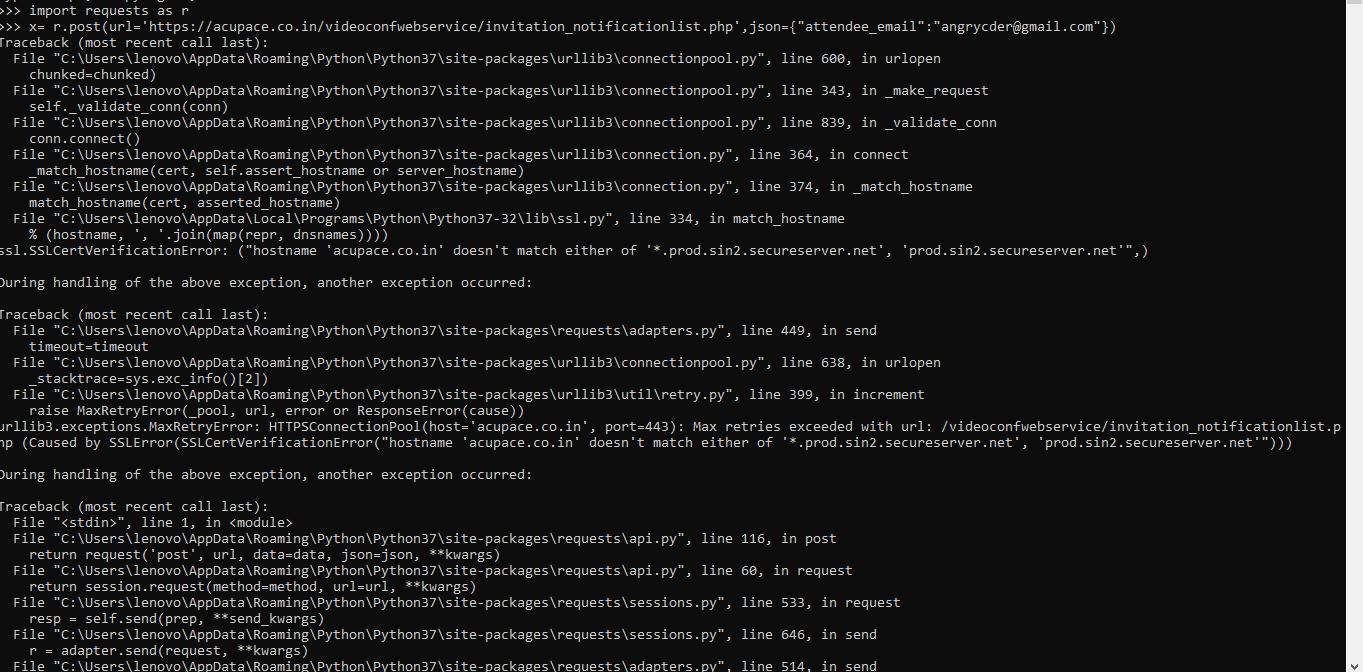 >>> import requests as r
>>> x= r.post(url='https://acupace.co.in/videoconfwebservice/invitation_notificationlist.php',json={"attendee_email":"angrycder@gmail.com"})
Traceback (most recent call last):
  File "C:\Users\lenovo\AppData\Roaming\Python\Python37\site-packages\urllib3\connectionpool.py", line 600, in urlopen
    chunked=chunked)
  File "C:\Users\lenovo\AppData\Roaming\Python\Python37\site-packages\urllib3\connectionpool.py", line 343, in _make_request
    self._validate_conn(conn)
  File "C:\Users\lenovo\AppData\Roaming\Python\Python37\site-packages\urllib3\connectionpool.py", line 839, in _validate_conn
    conn.connect()
  File "C:\Users\lenovo\AppData\Roaming\Python\Python37\site-packages\urllib3\connection.py", line 364, in connect
    _match_hostname(cert, self.assert_hostname or server_hostname)
  File "C:\Users\lenovo\AppData\Roaming\Python\Python37\site-packages\urllib3\connection.py", line 374, in _match_hostname
    match_hostname(cert, asserted_hostname)
  File "C:\Users\lenovo\AppData\Local\Programs\Python\Python37-32\lib\ssl.py", line 334, in match_hostname
    % (hostname, ', '.join(map(repr, dnsnames))))
ssl.SSLCertVerificationError: ("hostname 'acupace.co.in' doesn't match either of '*.prod.sin2.secureserver.net', 'prod.sin2.secureserver.net'",)

During handling of the above exception, another exception occurred:

Traceback (most recent call last):
  File "C:\Users\lenovo\AppData\Roaming\Python\Python37\site-packages\requests\adapters.py", line 449, in send
    timeout=timeout
  File "C:\Users\lenovo\AppData\Roaming\Python\Python37\site-packages\urllib3\connectionpool.py", line 638, in urlopen
    _stacktrace=sys.exc_info()[2])
  File "C:\Users\lenovo\AppData\Roaming\Python\Python37\site-packages\urllib3\util\retry.py", line 399, in increment
    raise MaxRetryError(_pool, url, error or ResponseError(cause))
urllib3.exceptions.MaxRetryError: HTTPSConnectionPool(host='acupace.co.in', port=443): Max retries exceeded with url: /videoconfwebservice/invitation_notificationlist.p
hp (Caused by SSLError(SSLCertVerificationError("hostname 'acupace.co.in' doesn't match either of '*.prod.sin2.secureserver.net', 'prod.sin2.secureserver.net'")))

During handling of the above exception, another exception occurred:

Traceback (most recent call last):
  File "<stdin>", line 1, in <module>
  File "C:\Users\lenovo\AppData\Roaming\Python\Python37\site-packages\requests\api.py", line 116, in post
    return request('post', url, data=data, json=json, **kwargs)
  File "C:\Users\lenovo\AppData\Roaming\Python\Python37\site-packages\requests\api.py", line 60, in request
    return session.request(method=method, url=url, **kwargs)
  File "C:\Users\lenovo\AppData\Roaming\Python\Python37\site-packages\requests\sessions.py", line 533, in request
    resp = self.send(prep, **send_kwargs)
  File "C:\Users\lenovo\AppData\Roaming\Python\Python37\site-packages\requests\sessions.py", line 646, in send
    r = adapter.send(request, **kwargs)
  File "C:\Users\lenovo\AppData\Roaming\Python\Python37\site-packages\requests\adapters.py", line 514, in send